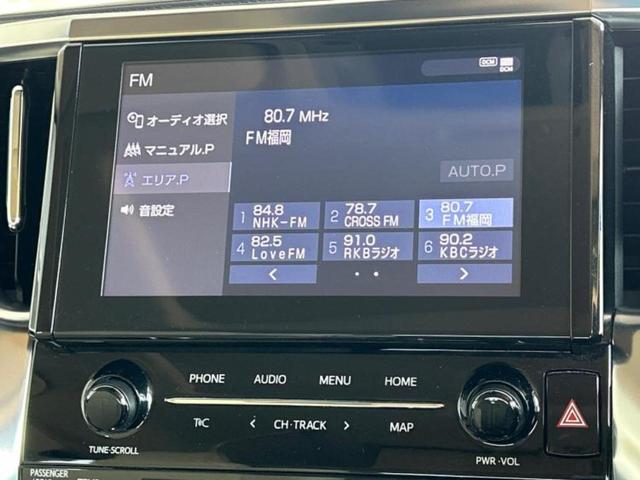 FM
DCM
DCM
オーディオ選択
マニュアル.P
エリア.P
音設定
80.7 MHz
FM福岡
AUTO.P
1 84.8 NHK-FM
2 78.7 CROSS FM
3 80.7 FM福岡
4 82.5 LoveFM
5 91.0 RKBラジオ
6 90.2 KBCラジオ
< >
PHONE AUDIO MENU HOME
T/C < CH·TRACK > MAP
TUNE·SCROLL
PWR·VOL
PASSENGER